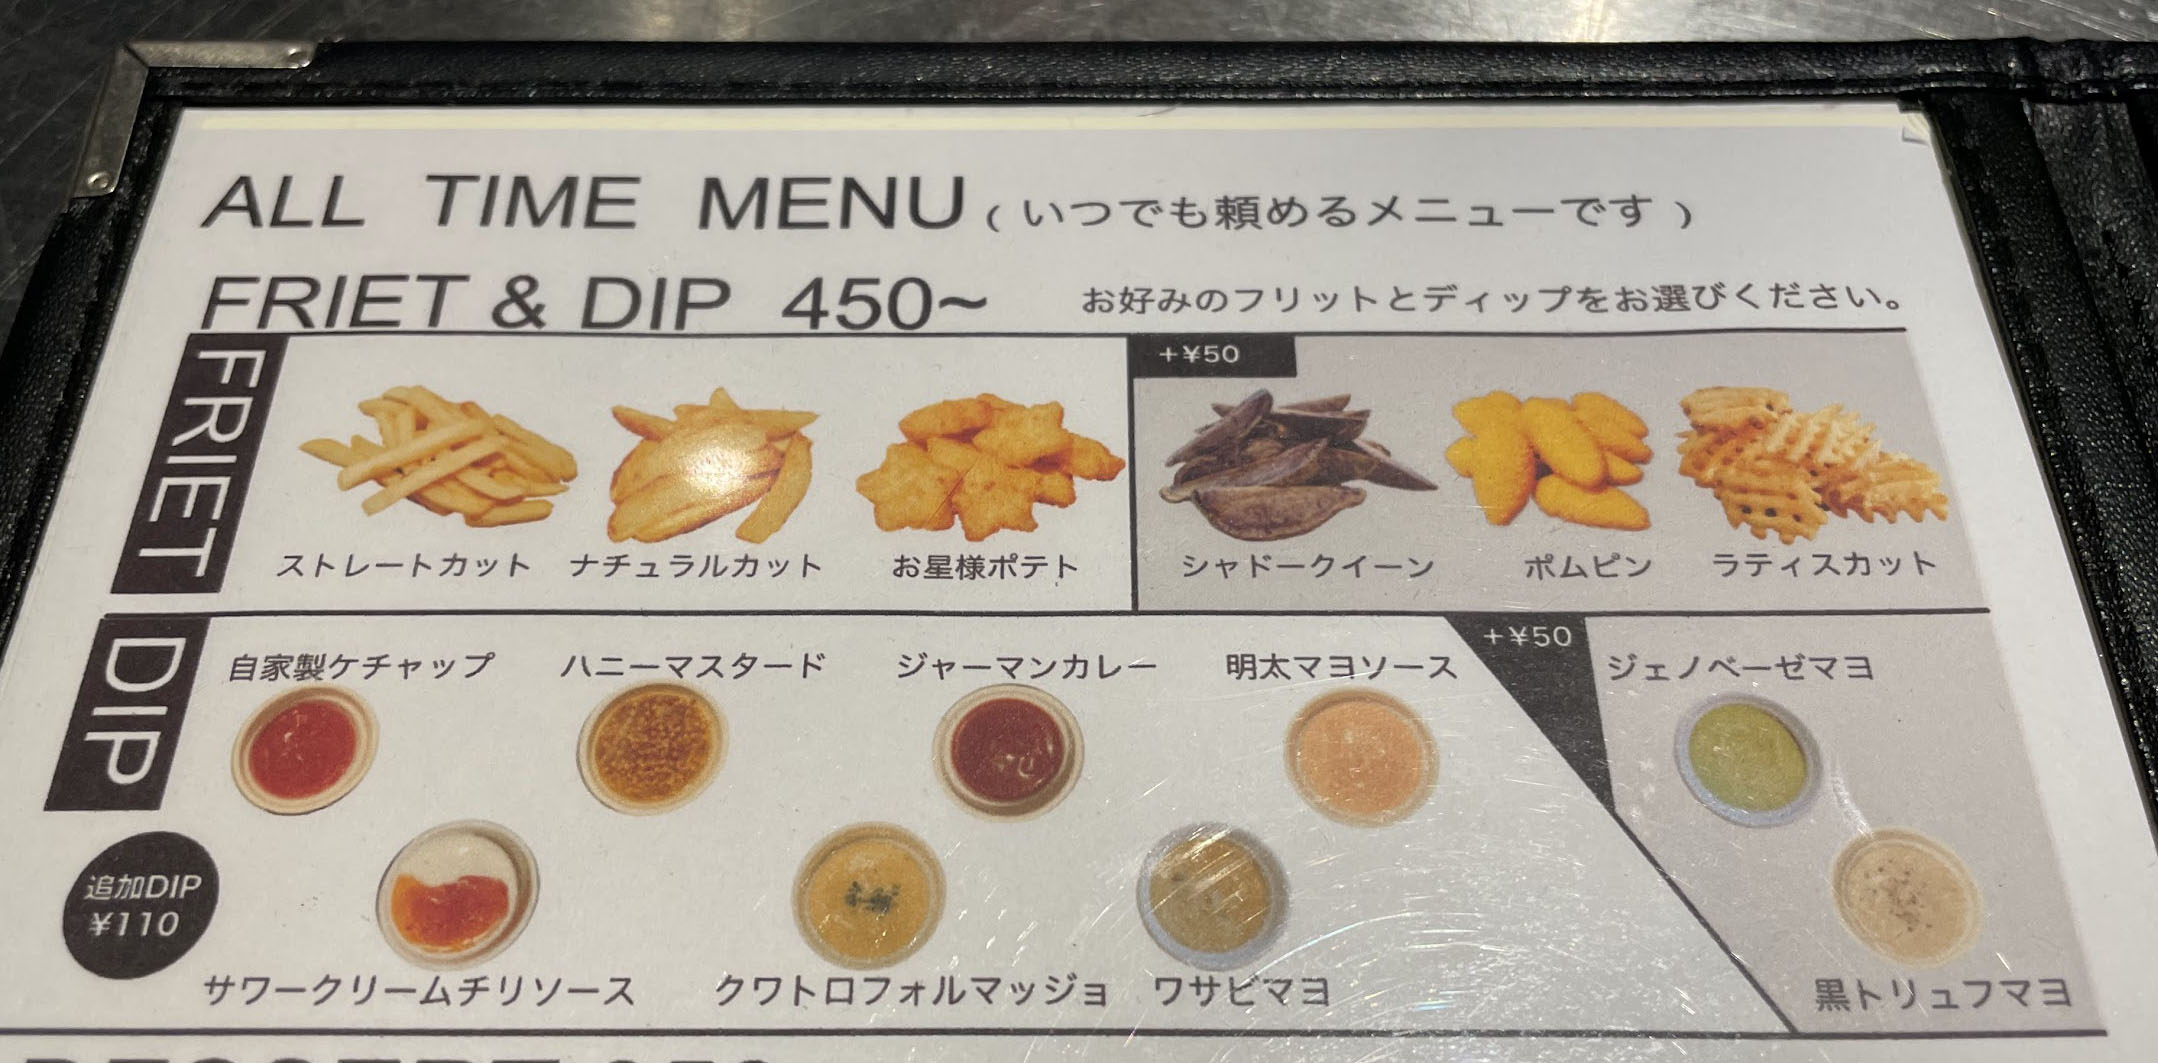 ALL TIME MENU (いつでも頼めるメニューです)
FRIET & DIP 450~ お好みのフリットとディップをお選びください。
FRIET
+¥50
ストレートカット ナチュラルカット お星様ポテト シャドークイーン ポムピン ラティスカット
DIP
+¥50
自家製ケチャップ ハニーマスタード ジャーマンカレー 明太マヨソース ジェノベーゼマヨ
追加DIP
¥110
サワークリームチリソース クワトロフォルマッジョ ワサビマヨ 黒トリュフマヨ